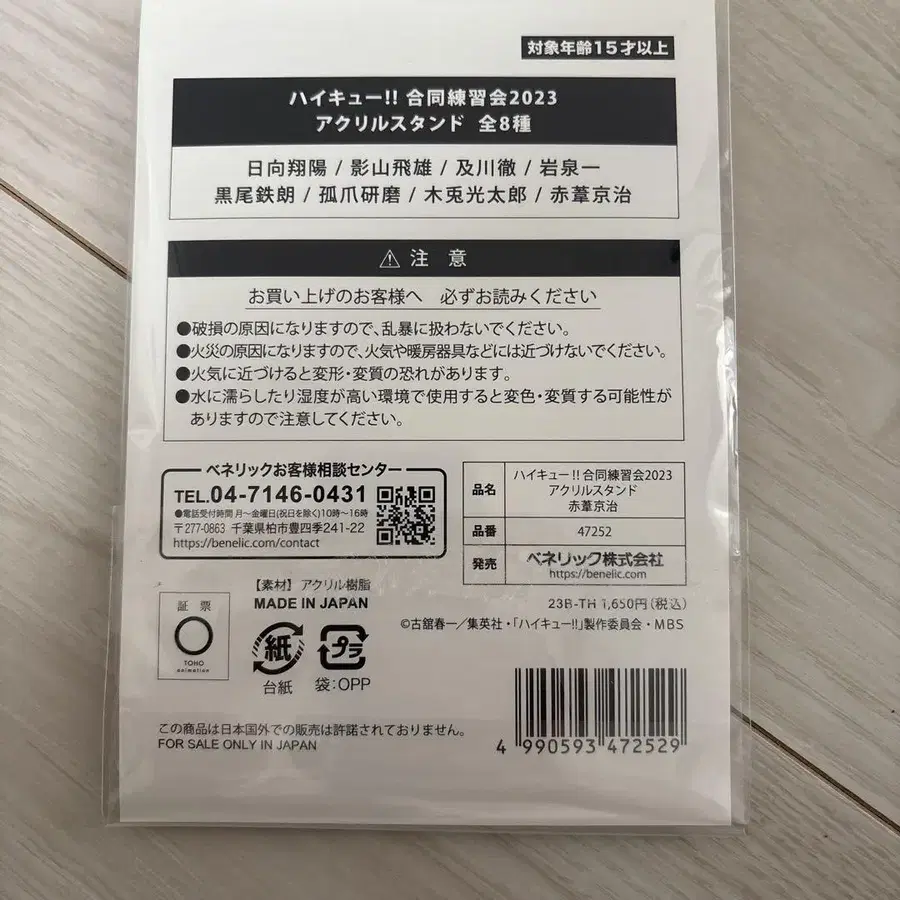 対象年齢15才以上
ハイキュー!! 合同練習会2023
アクリルスタンド 全8種
日向翔陽 / 影山飛雄 / 及川徹 / 岩泉一
黒尾鉄朗 / 孤爪研磨 / 木兎光太郎 / 赤葦京治
⚠ 注 意
お買い上げのお客様へ 必ずお読みください
●破損の原因になりますので、乱暴に扱わないでください。
●火災の原因になりますので、火気や暖房器具などには近づけないでください。
●火気に近づけると変形・変質の恐れがあります。
●水に濡らしたり湿度が高い環境で使用すると変色・変質する可能性が
ありますので注意してください。
ベネリックお客様相談センター
TEL.04-7146-0431
●電話受付時間 月〜金曜日(祝日を除く)10時〜16時
〒277-0863 千葉県柏市豊四季241-22
https://benelic.com/contact
品名 ハイキュー!! 合同練習会2023
アクリルスタンド
赤葦京治
品番 47252
発売 ベネリック株式会社
https://benelic.com
【素材】アクリル樹脂
MADE IN JAPAN
23B-TH 1,650円(税込)
©古舘春一/集英社・「ハイキュー!!」製作委員会・MBS
証 票
TOHO
animation
紙
台紙
プラ
袋:OPP
この商品は日本国外での販売は許諾されておりません。
FOR SALE ONLY IN JAPAN
4 990593 472529